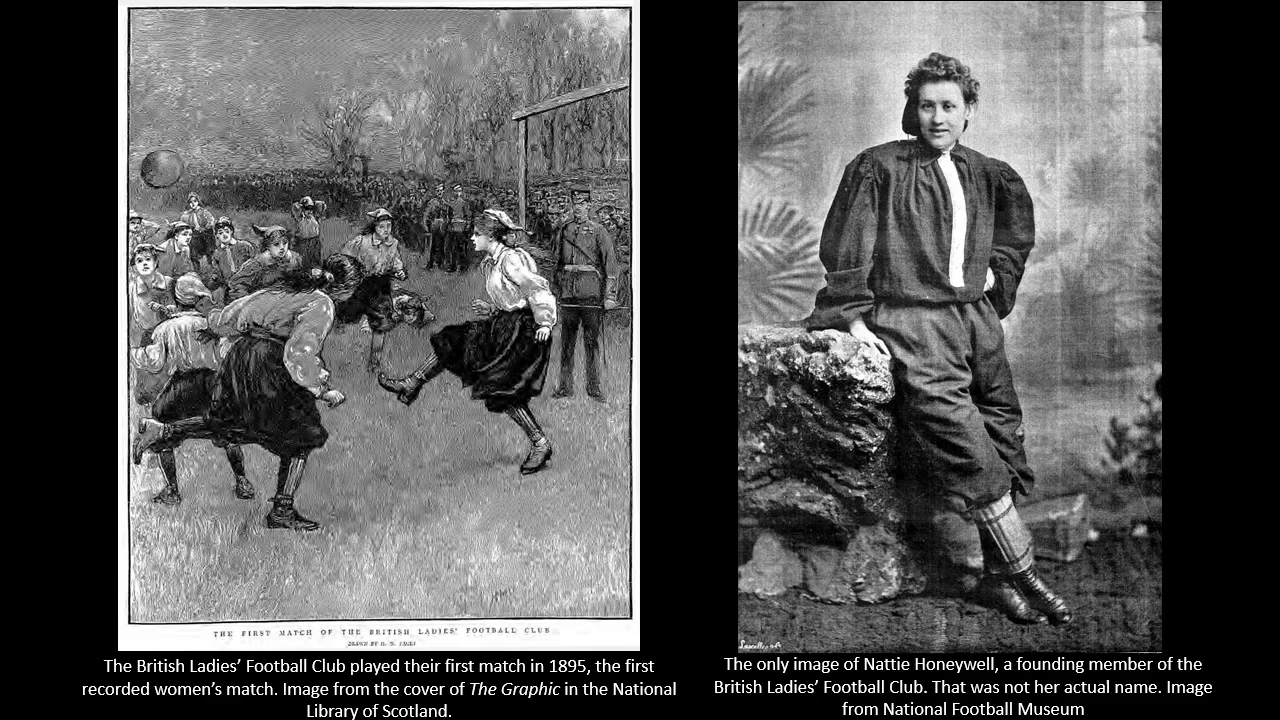 THE FIRST MATCH OF THE BRITISH LADIES' FOOTBALL CLUB
DRAWN BY H. M. PAGET
The British Ladies’ Football Club played their first match in 1895, the first
recorded women’s match. Image from the cover of The Graphic in the National
Library of Scotland.
The only image of Nattie Honeywell, a founding member of the
British Ladies’ Football Club. That was not her actual name. Image
from National Football Museum